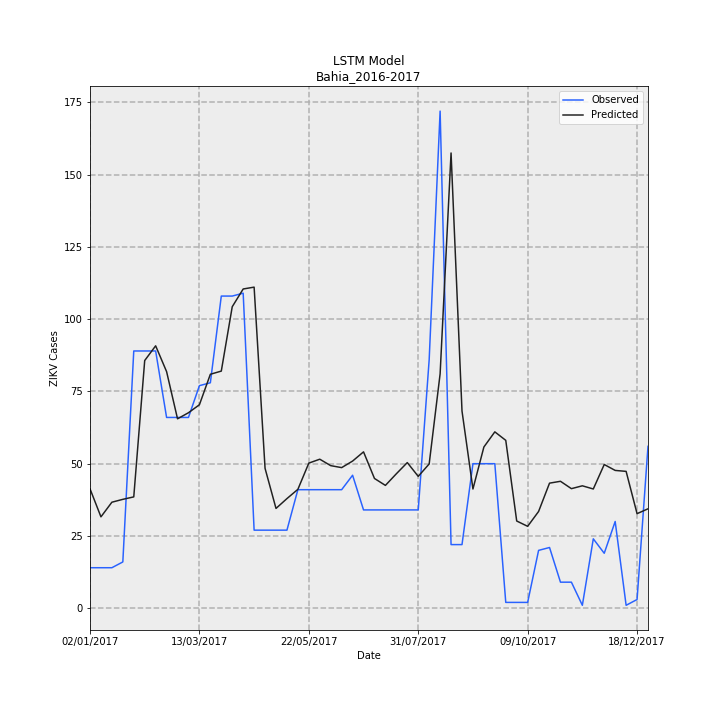 LSTM Model
Bahia_2016-2017
Observed
Predicted
175
150
125
100
75
50
25
0
ZIKV Cases
02/01/2017
13/03/2017
22/05/2017
31/07/2017
09/10/2017
18/12/2017
Date